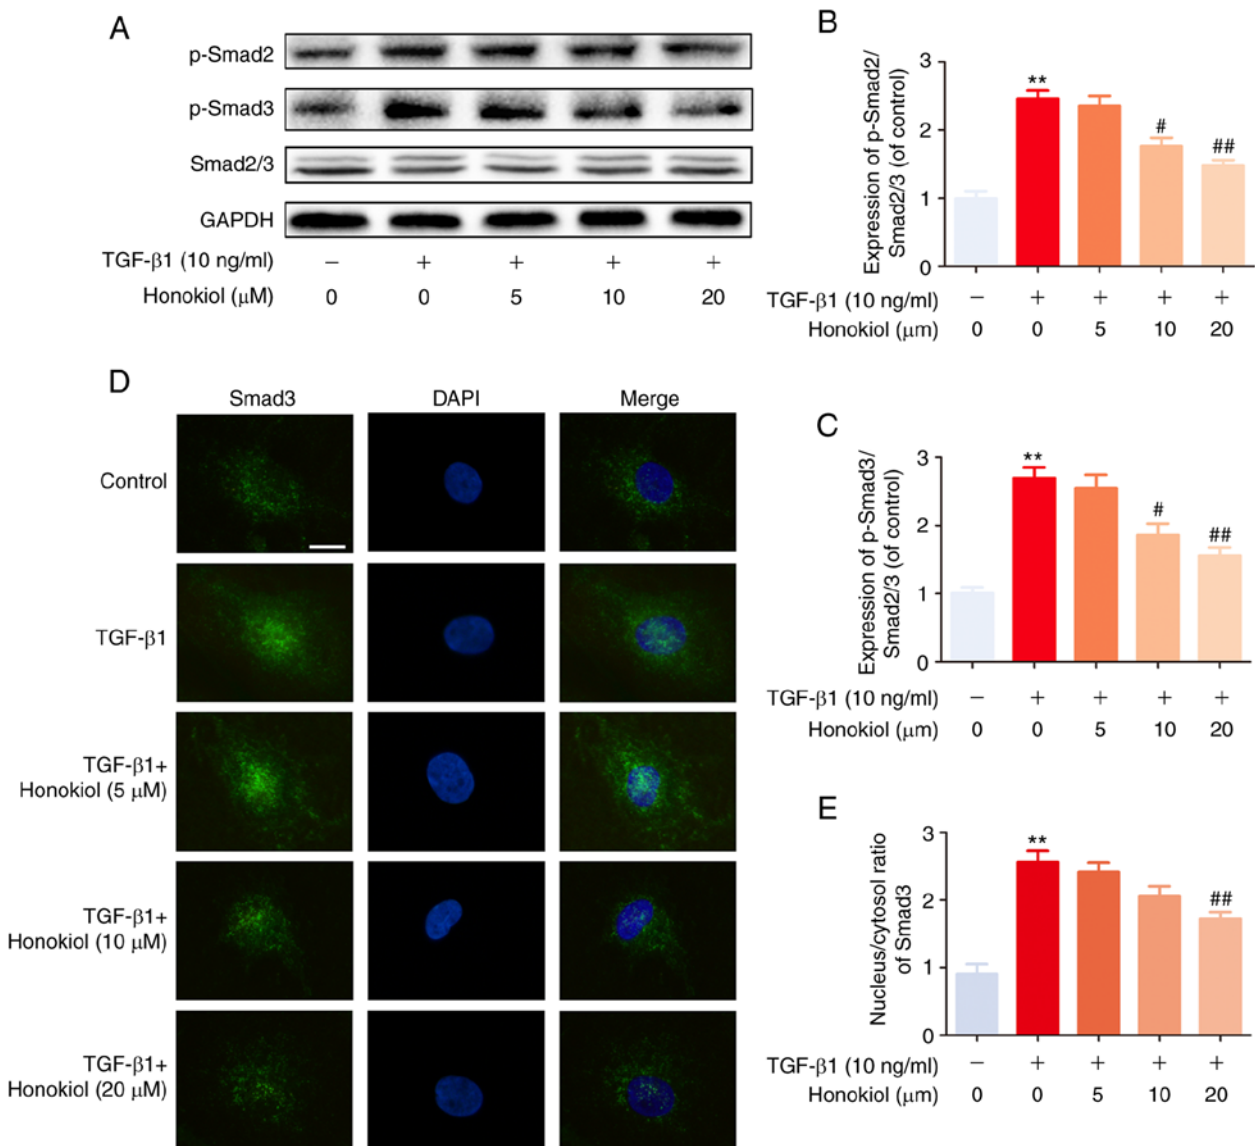 A
p-Smad2
p-Smad3
Smad2/3
GAPDH
TGF-β1 (10 ng/ml) − + + + +
Honokiol (μM) 0 0 5 10 20
B
Expression of p-Smad2/
Smad2/3 (of control)
3
2
1
0
**
#
##
TGF-β1 (10 ng/ml) − + + + +
Honokiol (μm) 0 0 5 10 20
C
Expression of p-Smad3/
Smad2/3 (of control)
3
2
1
0
**
#
##
TGF-β1 (10 ng/ml) − + + + +
Honokiol (μm) 0 0 5 10 20
D
Smad3 DAPI Merge
Control
TGF-β1
TGF-β1+
Honokiol (5 μM)
TGF-β1+
Honokiol (10 μM)
TGF-β1+
Honokiol (20 μM)
E
Nucleus/cytosol ratio
of Smad3
3
2
1
0
**
##
TGF-β1 (10 ng/ml) − + + + +
Honokiol (μm) 0 0 5 10 20